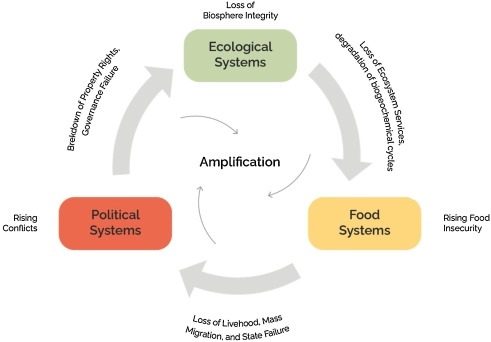 Loss of
Biosphere Integrity
Ecological
Systems
Loss of Ecosystem Services,
degradation of biogeochemical cycles
Brekdown of Property Rights,
Governance Failure
Amplification
Rising
Conflicts
Political
Systems
Food
Systems
Rising Food
Insecurity
Loss of Livehood, Mass
Migration, and State Failure